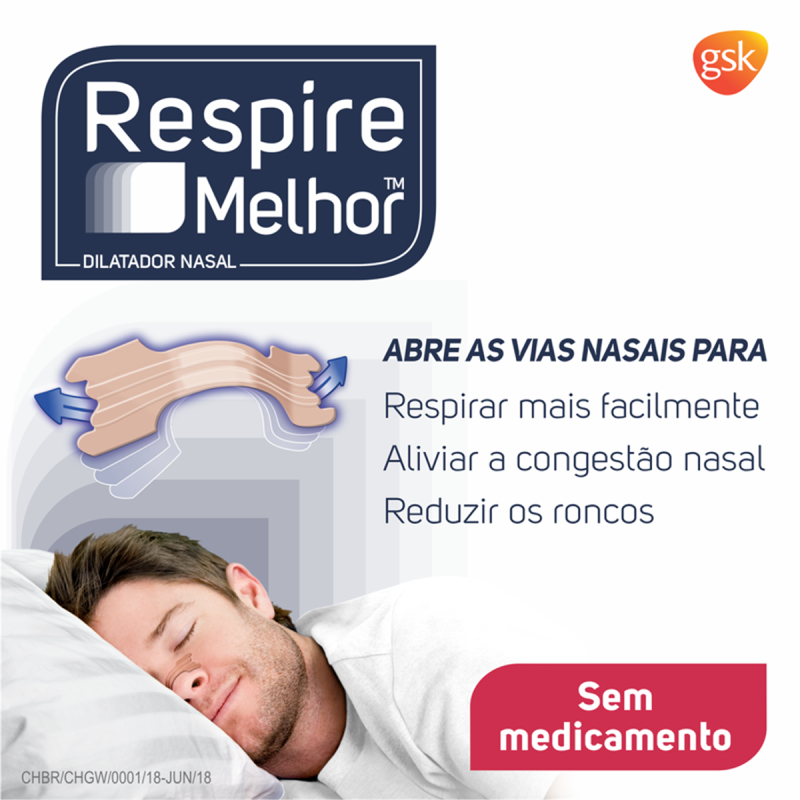 gsk
Respire
Melhor™
DILATADOR NASAL
ABRE AS VIAS NASAIS PARA
Respirar mais facilmente
Aliviar a congestão nasal
Reduzir os roncos
Sem
medicamento
CHBR/CHGW/0001/18-JUN/18